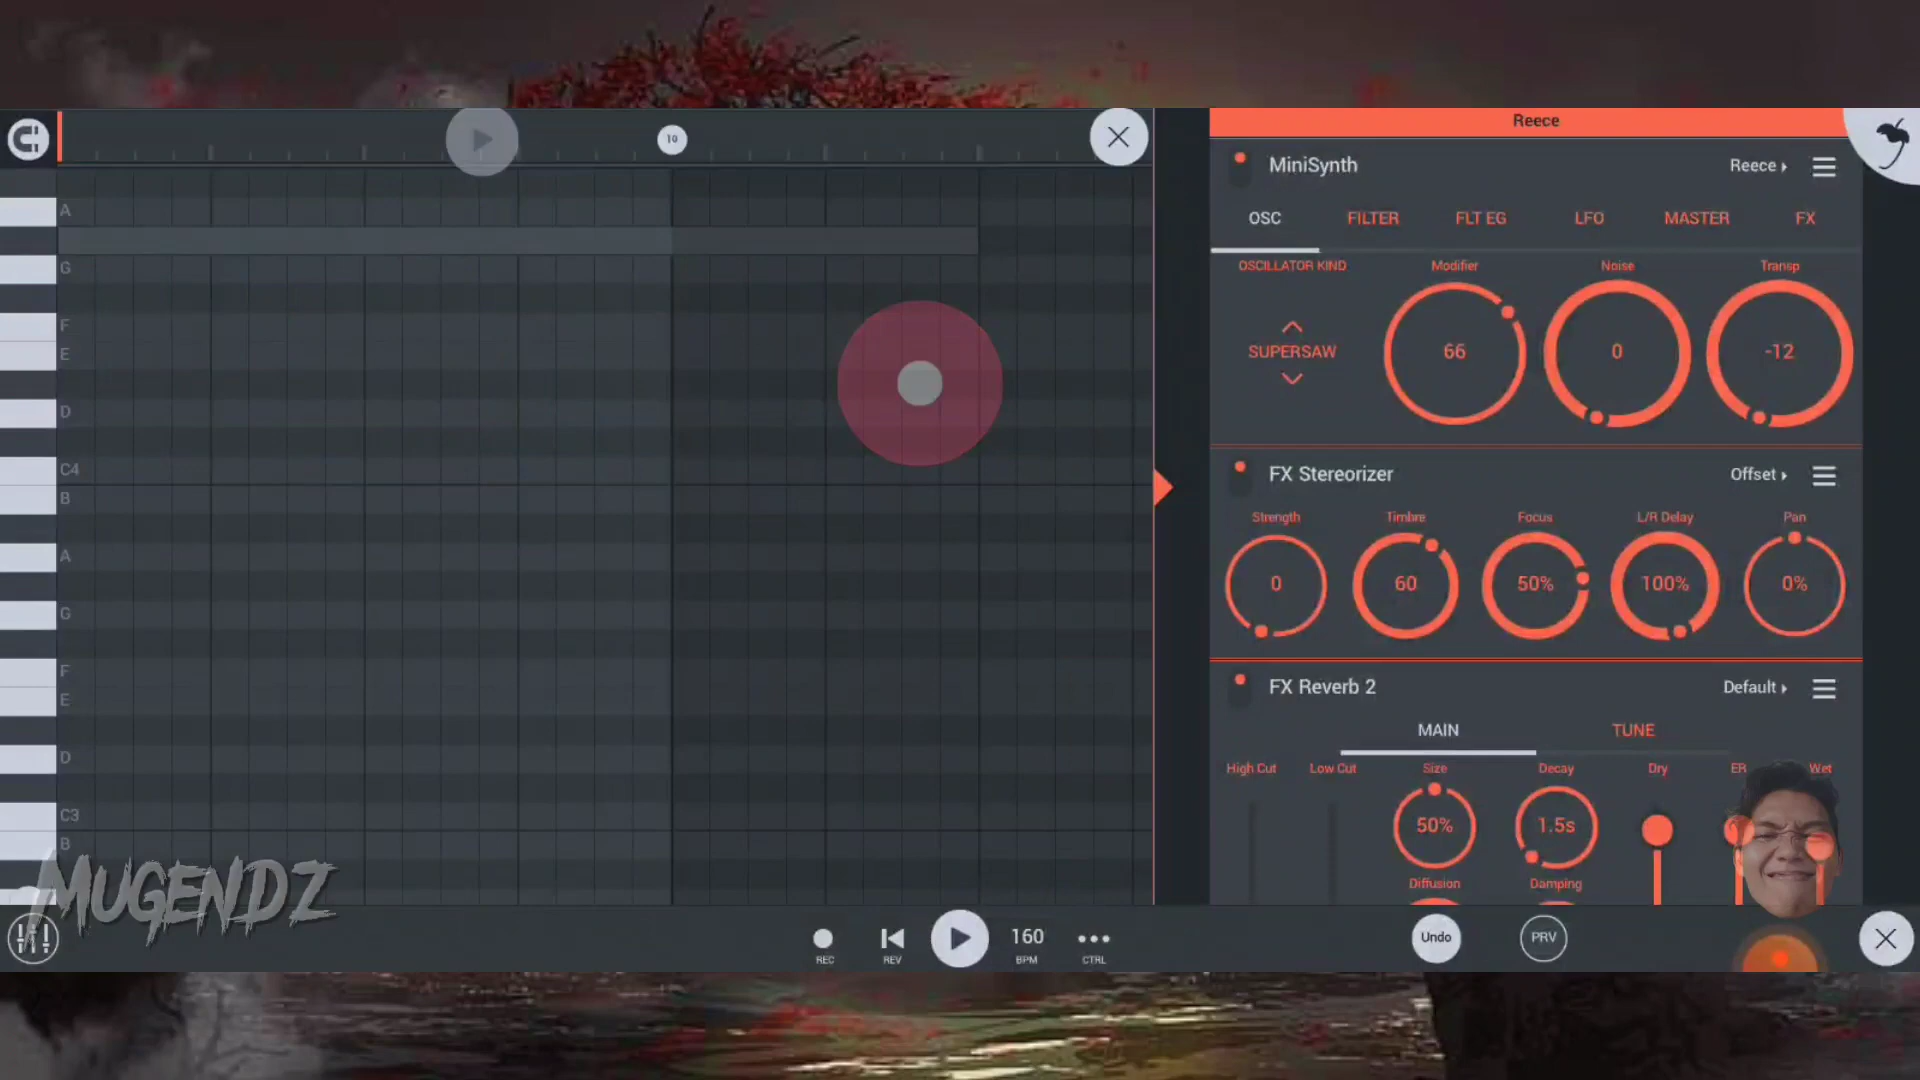 10
Reece
MiniSynth
Reece
OSC
FILTER
FLT EG
LFO
MASTER
FX
OSCILLATOR KIND
Modifier
Noise
Transp
SUPERSAW
66
0
-12
FX Stereorizer
Offset
Strength
Timbre
Focus
L/R Delay
Pan
0
60
50%
100%
0%
FX Reverb 2
Default
MAIN
TUNE
High Cut
Low Cut
Size
Decay
Dry
ER
Wet
50%
1.5s
Diffusion
Damping
A
G
F
E
D
C4
B
A
G
F
E
D
C3
B
MUGENDZ
REC
REV
160
BPM
CTRL
Undo
PRV